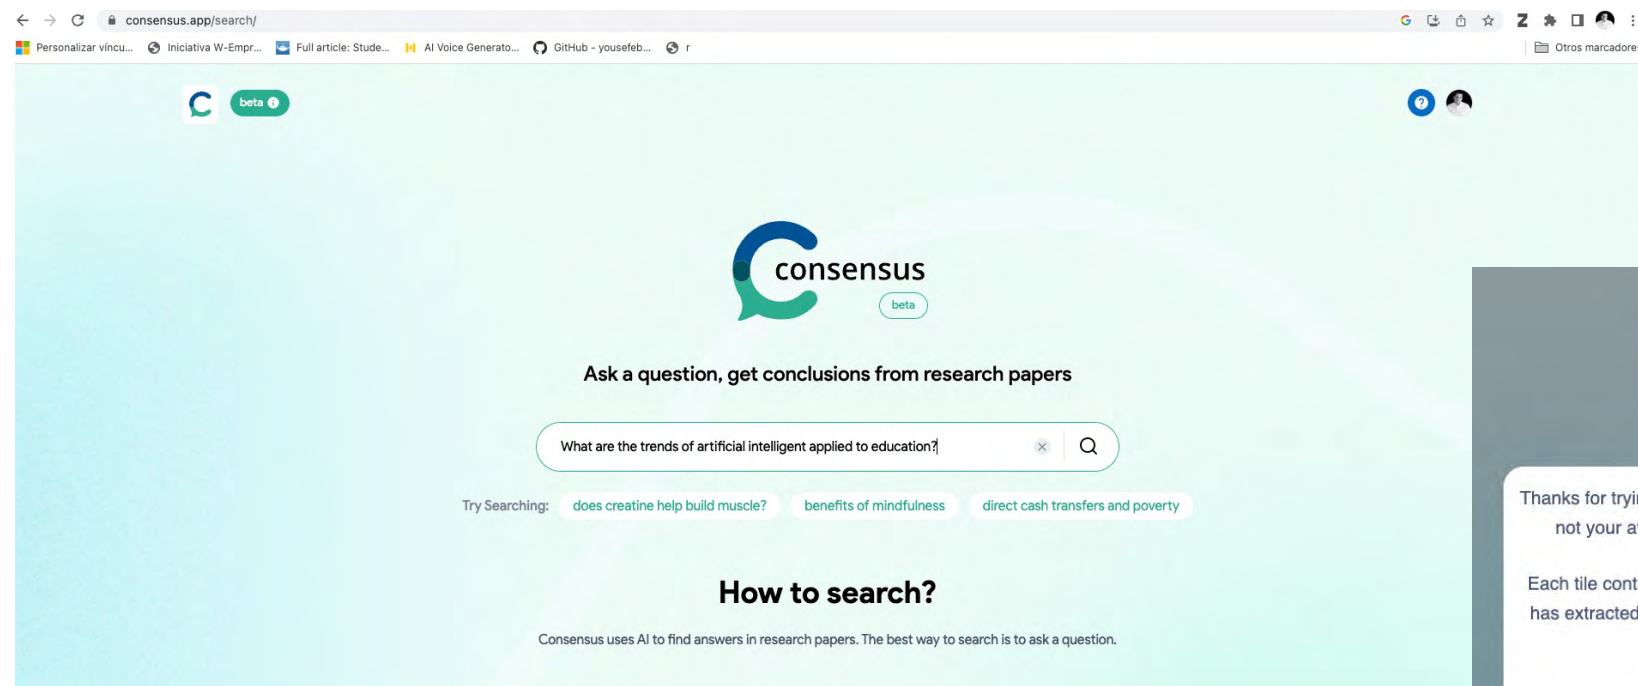 consensus.app/search/
Personalizar víncu... Iniciativa W-Empr... Full article: Stude... AI Voice Generato... GitHub - yousefeb... r Otros marcadores
beta
consensus
beta
Ask a question, get conclusions from research papers
What are the trends of artificial intelligent applied to education?
Try Searching: does creatine help build muscle? benefits of mindfulness direct cash transfers and poverty
Thanks for tryi
not your a
Each tile cont
has extracted
How to search?
Consensus uses AI to find answers in research papers. The best way to search is to ask a question.